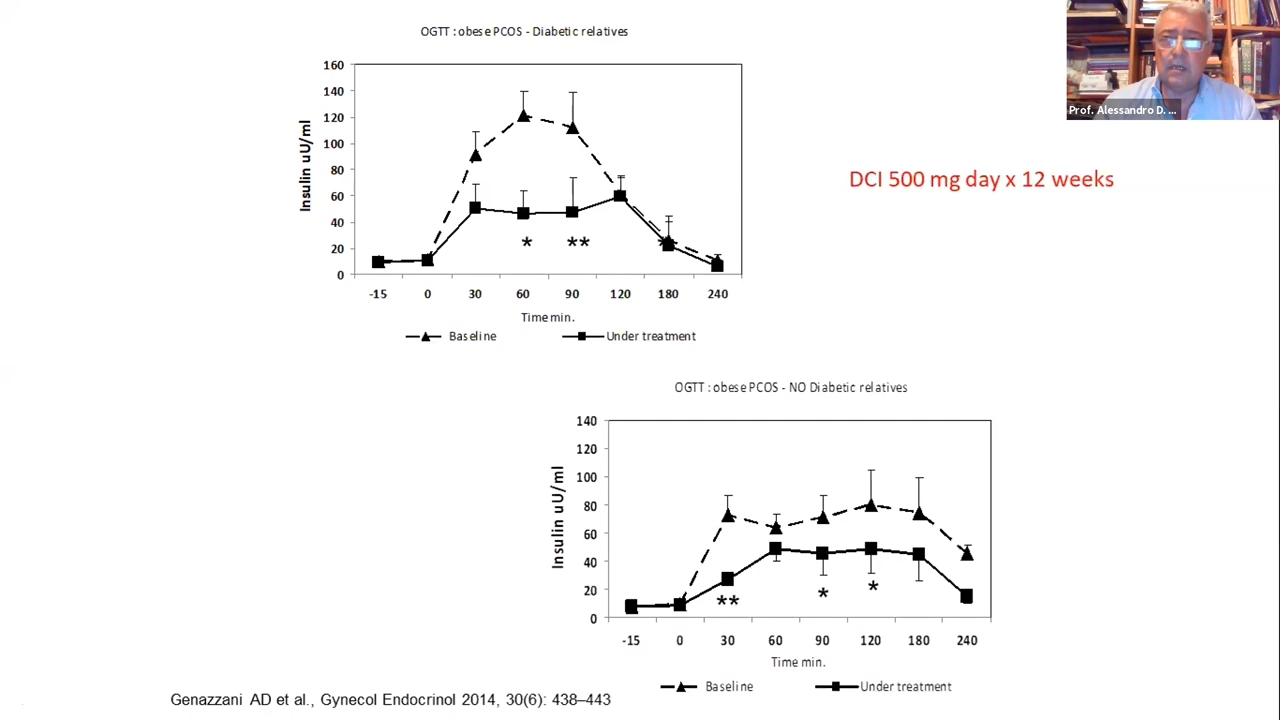 OGTT : obese PCOS - Diabetic relatives
Insulin uU/ml
160
140
120
100
80
60
40
20
0
* ** *
-15 0 30 60 90 120 180 240
Time min.
Baseline Under treatment
Prof. Alessandro D. ...
DCI 500 mg day x 12 weeks
OGTT : obese PCOS - NO Diabetic relatives
Insulin uU/ml
140
120
100
80
60
40
20
0
** * *
-15 0 30 60 90 120 180 240
Time min.
Baseline Under treatment
Genazzani AD et al., Gynecol Endocrinol 2014, 30(6): 438–443